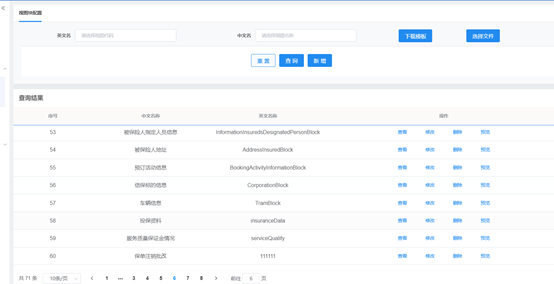 视图块配置
英文名 请选择视图代码 中文名 请选择视图代码 下载模板 选择文件
重 置 查 询 新 增
查询结果
序号 中文名称 英文名称 操作
53 被保险人指定人员信息 InformationInsuredsDesignatedPersonBlock 查看 修改 删除 预览
54 被保险人地址 AddressInsuredBlock 查看 修改 删除 预览
55 预订活动信息 BookingActivityInformationBlock 查看 修改 删除 预览
56 信保标的信息 CorporationBlock 查看 修改 删除 预览
57 车辆信息 TramBlock 查看 修改 删除 预览
58 投保资料 insuranceData 查看 修改 删除 预览
59 服务质量保证金情况 serviceQuality 查看 修改 删除 预览
60 保单注销批改 111111 查看 修改 删除 预览
共 71 条 10条/页 1 ••• 3 4 5 6 7 8 前往 6 页